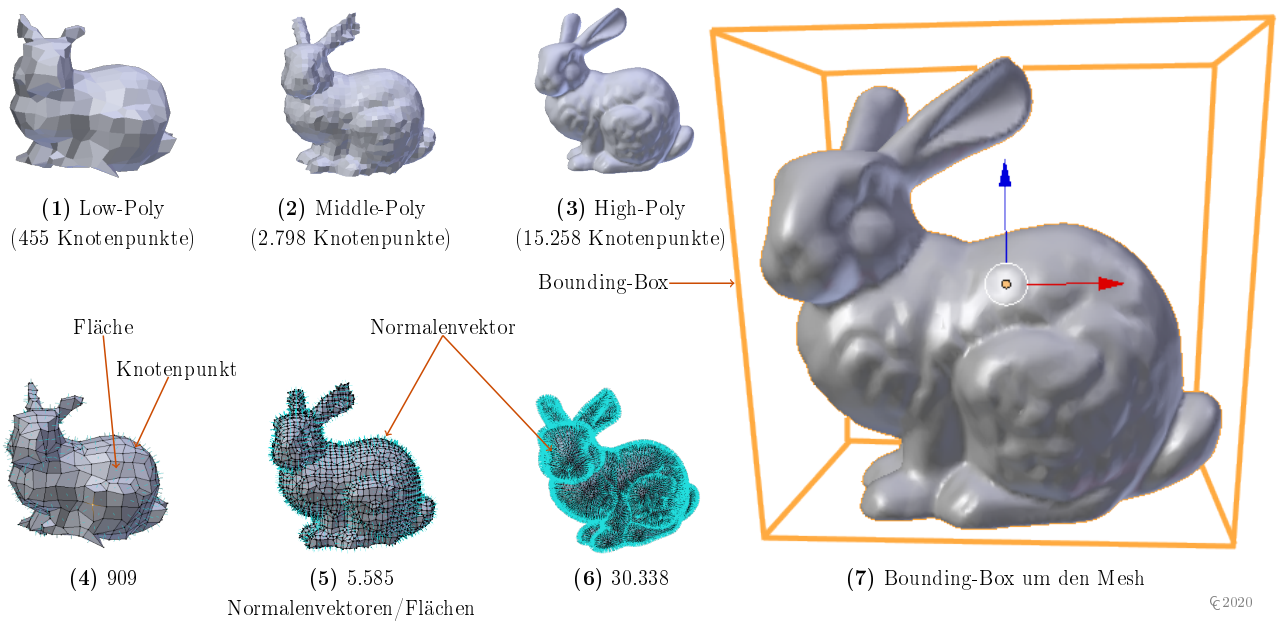 (1) Low-Poly
(455 Knotenpunkte)
(2) Middle-Poly
(2.798 Knotenpunkte)
(3) High-Poly
(15.258 Knotenpunkte)
Bounding-Box
Fläche
Knotenpunkt
Normalenvektor
(4) 909
(5) 5.585
(6) 30.338
Normalenvektoren/Flächen
(7) Bounding-Box um den Mesh
2020